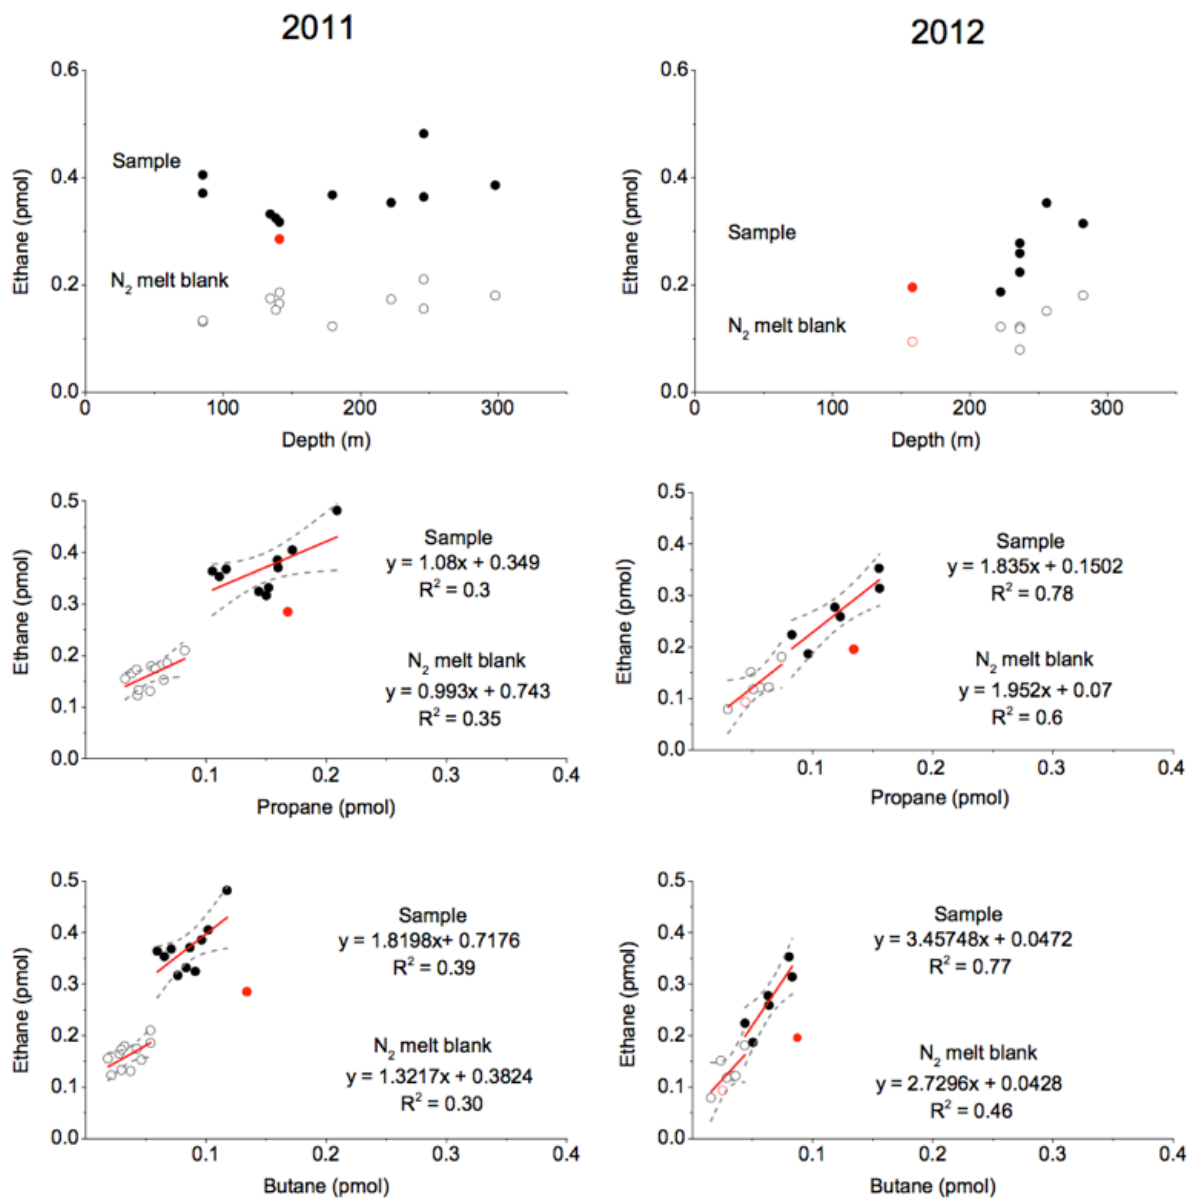 2011
2012
0.6
0.4
0.2
0.0
Ethane (pmol)
Sample
N2 melt blank
0
100
200
300
Depth (m)
0.6
0.4
0.2
0.0
Ethane (pmol)
Sample
N2 melt blank
0
100
200
300
Depth (m)
0.5
0.4
0.3
0.2
0.1
0.0
Ethane (pmol)
Sample
y = 1.08x + 0.349
R2 = 0.3
N2 melt blank
y = 0.993x + 0.743
R2 = 0.35
0.1
0.2
0.3
0.4
Propane (pmol)
0.5
0.4
0.3
0.2
0.1
0.0
Ethane (pmol)
Sample
y = 1.835x + 0.1502
R2 = 0.78
N2 melt blank
y = 1.952x + 0.07
R2 = 0.6
0.1
0.2
0.3
0.4
Propane (pmol)
0.5
0.4
0.3
0.2
0.1
0.0
Ethane (pmol)
Sample
y = 1.8198x+ 0.7176
R2 = 0.39
N2 melt blank
y = 1.3217x + 0.3824
R2 = 0.30
0.1
0.2
0.3
0.4
Butane (pmol)
0.5
0.4
0.3
0.2
0.1
0.0
Ethane (pmol)
Sample
y = 3.45748x + 0.0472
R2 = 0.77
N2 melt blank
y = 2.7296x + 0.0428
R2 = 0.46
0.1
0.2
0.3
0.4
Butane (pmol)